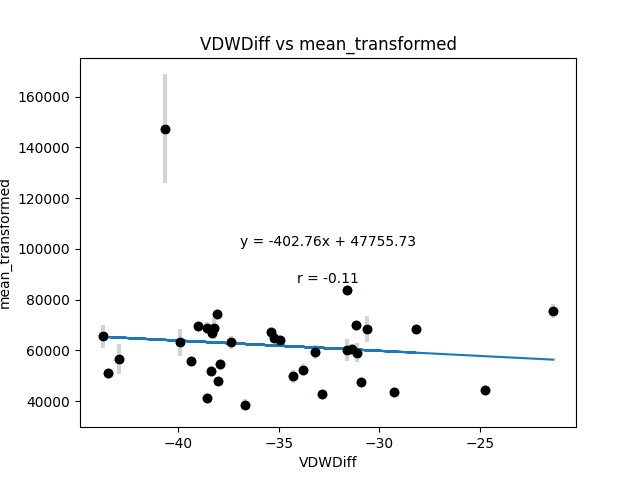 VDWDiff vs mean_transformed
160000
140000
120000
100000
80000
60000
40000
mean_transformed
y = -402.76x + 47755.73
r = -0.11
−40
−35
−30
−25
VDWDiff